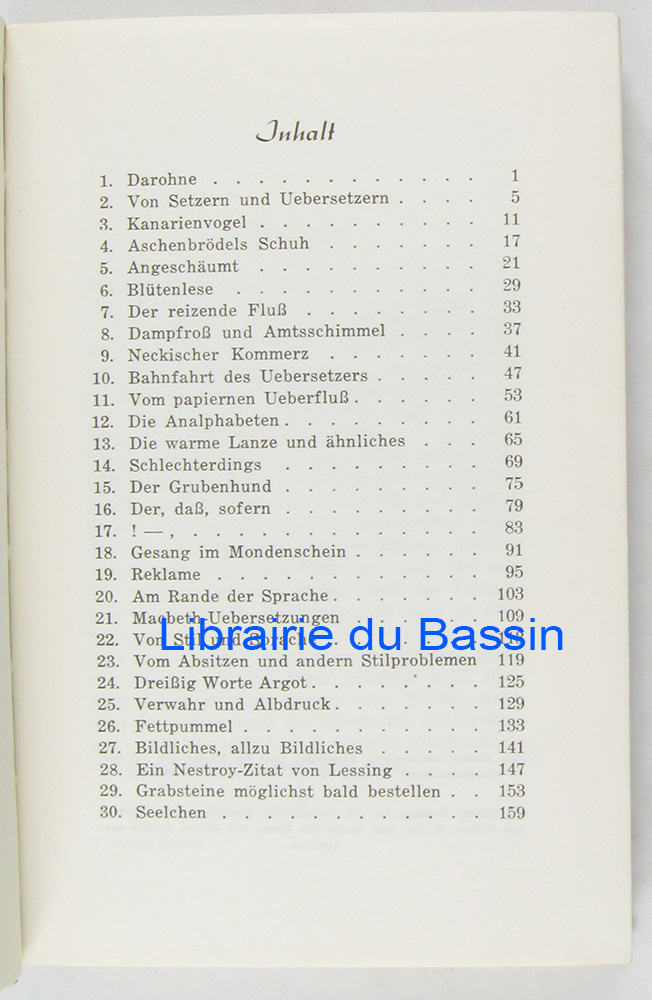 Inhalt
1. Darohne . . . . . . . . . . . . 1
2. Von Setzern und Uebersetzern . . . . 5
3. Kanarienvogel . . . . . . . . . . 11
4. Aschenbrödels Schuh . . . . . . . 17
5. Angeschäumt . . . . . . . . . . 21
6. Blütenlese . . . . . . . . . . . 29
7. Der reizende Fluß . . . . . . . . 33
8. Dampfroß und Amtsschimmel . . . . 37
9. Neckischer Kommerz . . . . . . . 41
10. Bahnfahrt des Uebersetzers . . . . . 47
11. Vom papiernen Ueberfluß . . . . . . 53
12. Die Analphabeten . . . . . . . . . 61
13. Die warme Lanze und ähnliches . . . 65
14. Schlechterdings . . . . . . . . . 69
15. Der Grubenhund . . . . . . . . . 75
16. Der, daß, sofern . . . . . . . . . 79
17. ! — , . . . . . . . . . . . . . 83
18. Gesang im Mondenschein . . . . . . 91
19. Reklame . . . . . . . . . . . . 95
20. Am Rande der Sprache . . . . . . . 103
21. Macbeth-Uebersetzungen . . . . . . 109
22. Von Stil und Sprache
Librairie du Bassin
23. Vom Absitzen und andern Stilproblemen 119
24. Dreißig Worte Argot . . . . . . . . 125
25. Verwahr und Albdruck . . . . . . . 129
26. Fettpummel . . . . . . . . . . . 133
27. Bildliches, allzu Bildliches . . . . . 141
28. Ein Nestroy-Zitat von Lessing . . . . 147
29. Grabsteine möglichst bald bestellen . . 153
30. Seelchen . . . . . . . . . . . . 159